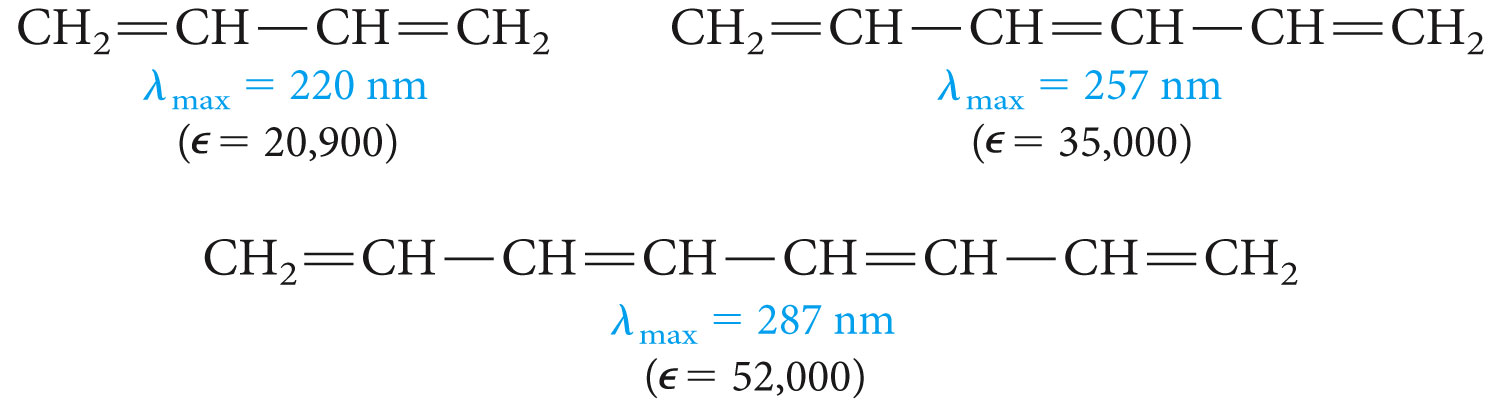 CH₂=CH—CH=CH₂
λmax = 220 nm
(ϵ = 20,900)
CH₂=CH—CH=CH—CH=CH₂
λmax = 257 nm
(ϵ = 35,000)
CH₂=CH—CH=CH—CH=CH—CH=CH₂
λmax = 287 nm
(ϵ = 52,000)